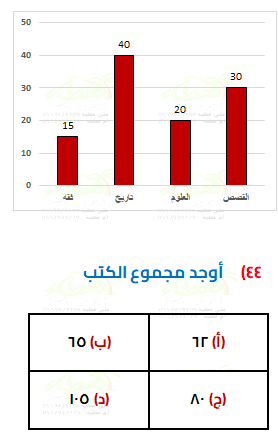 50
40
40
30
30
20
20
15
10
0
فقه
تاريخ
العلوم
القصص
٤٤) أوجد مجموع الكتب
(أ) ٦٢
(ب) ٦٥
(ج) ٨٠
(د) ١٠٥